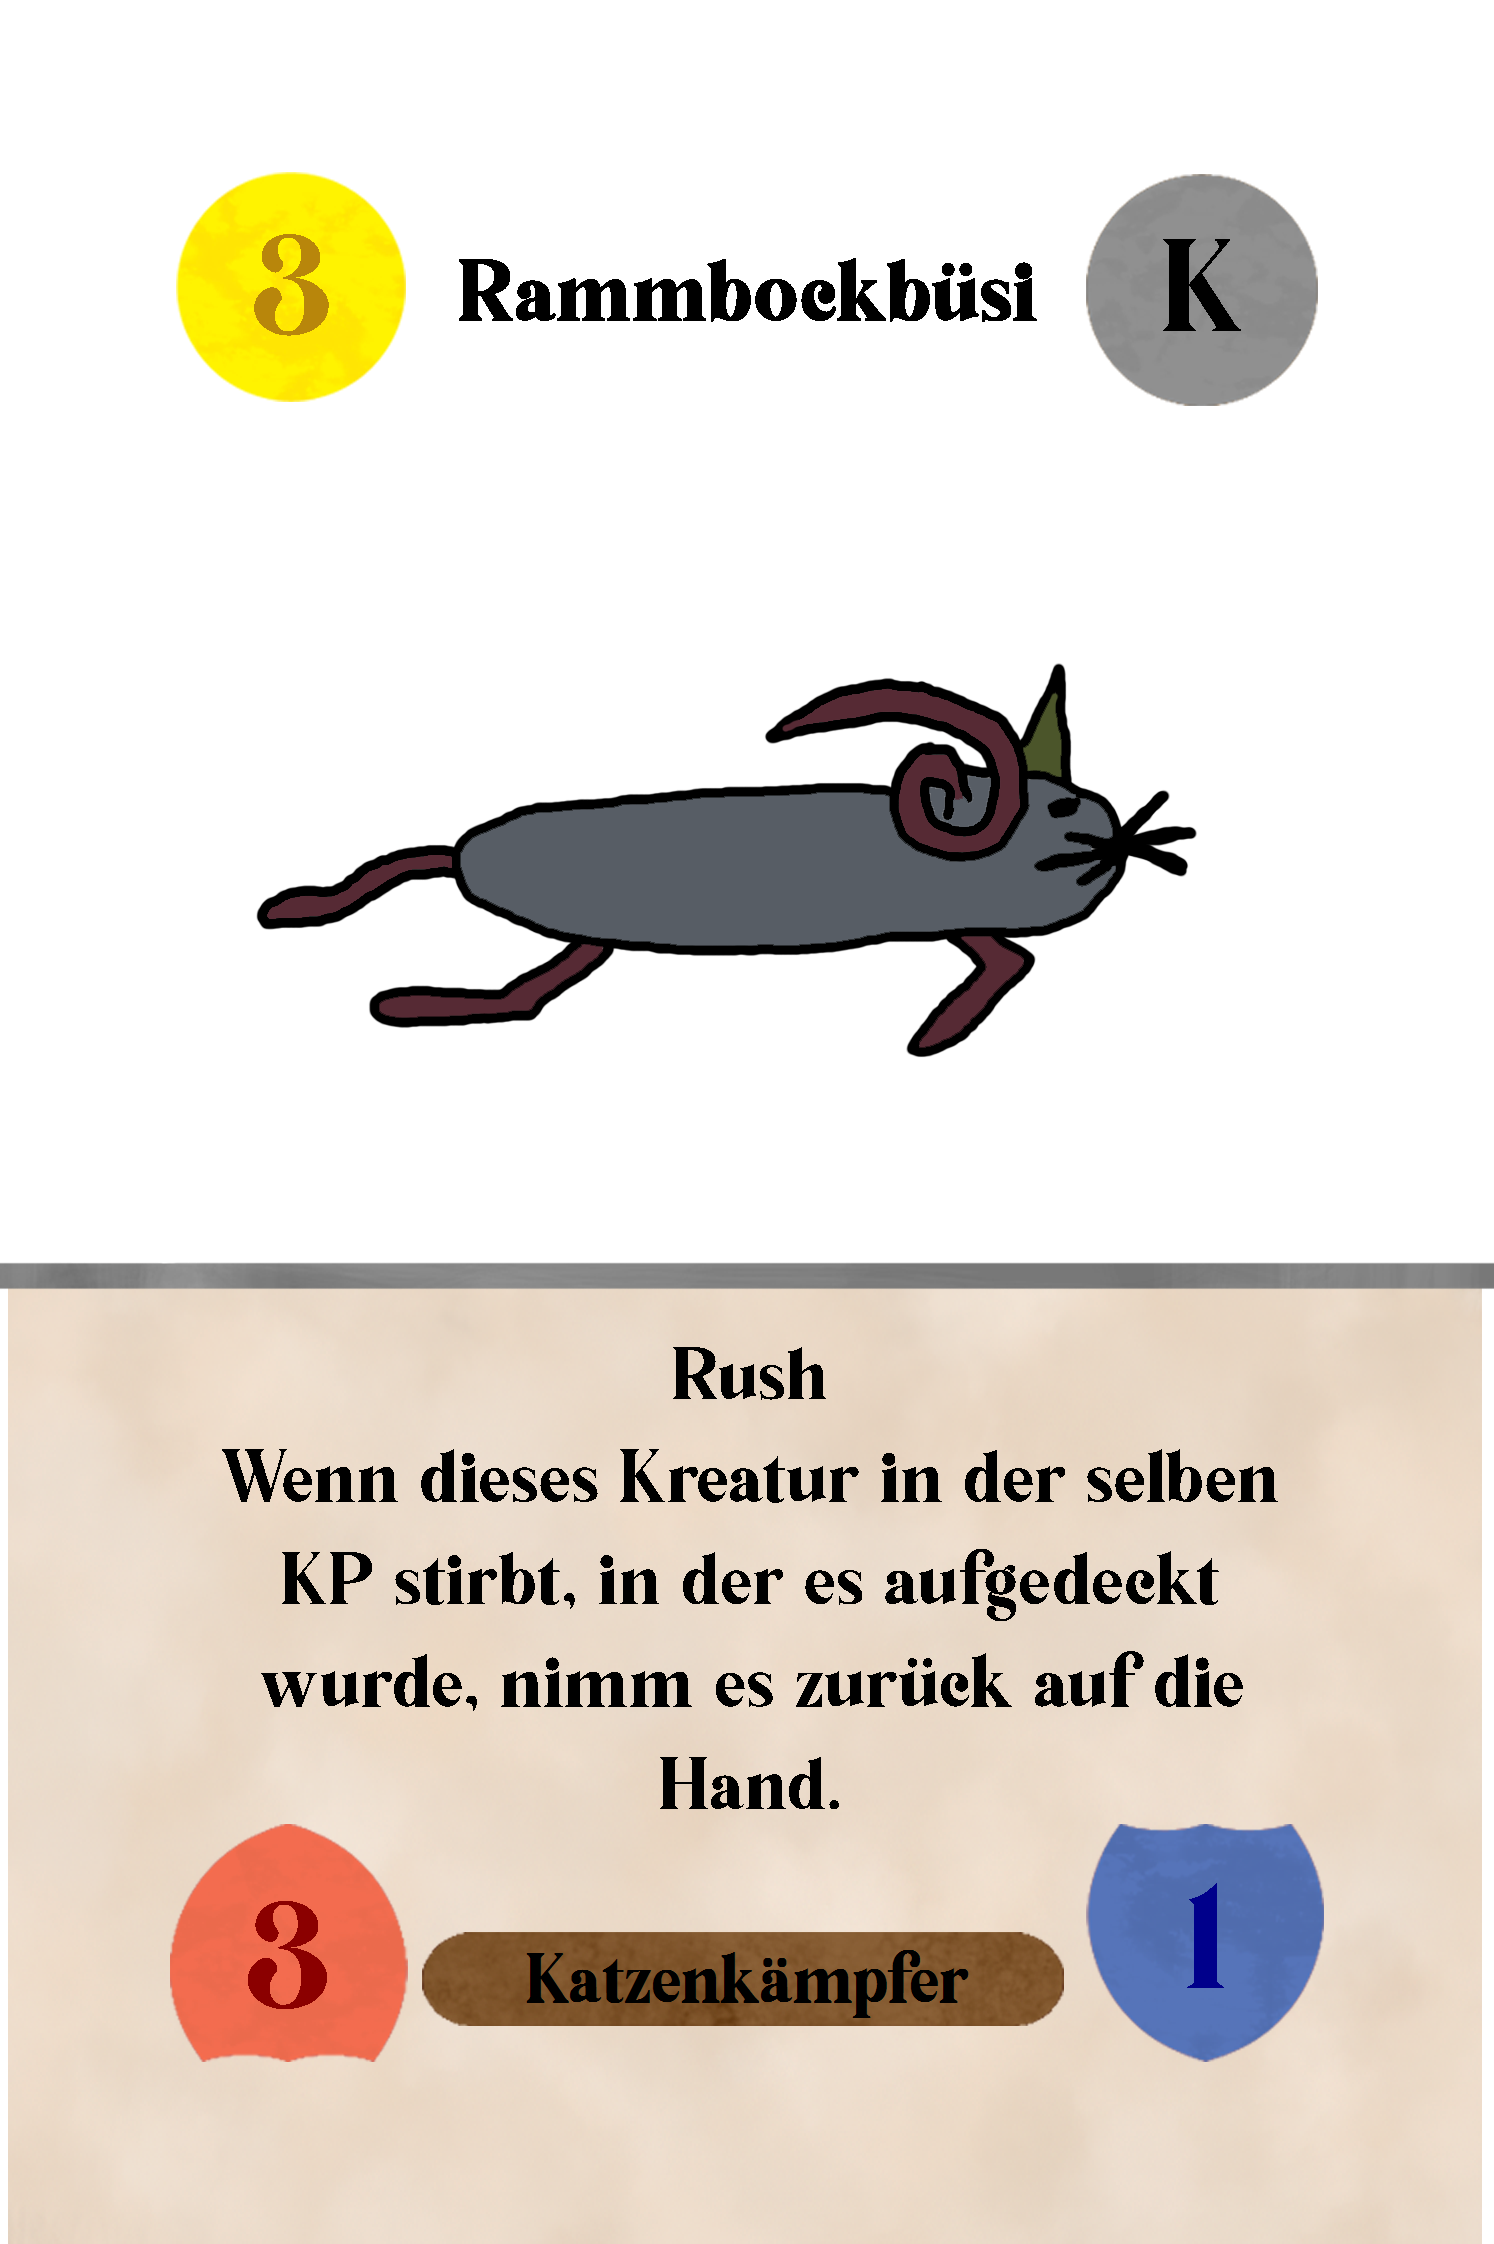 3
Rammbockbüsi
K
Rush
Wenn dieses Kreatur in der selben
KP stirbt, in der es aufgedeckt
wurde, nimm es zurück auf die
Hand.
3
Katzenkämpfer
1